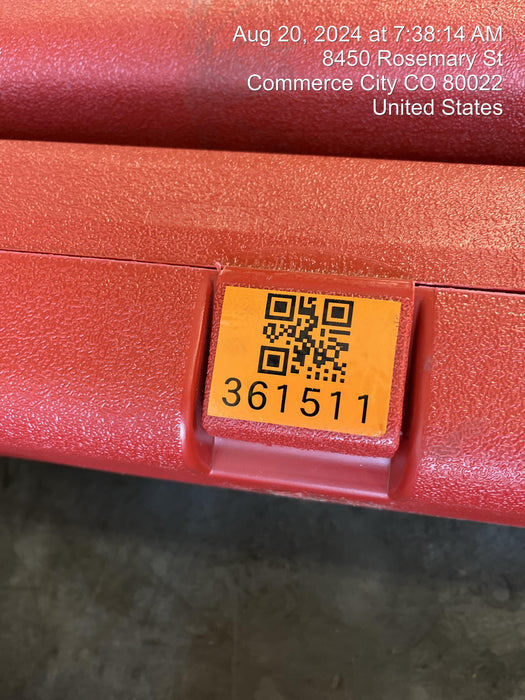 Aug 20, 2024 at 7:38:14 AM
8450 Rosemary St
Commerce City CO 80022
United States
361511